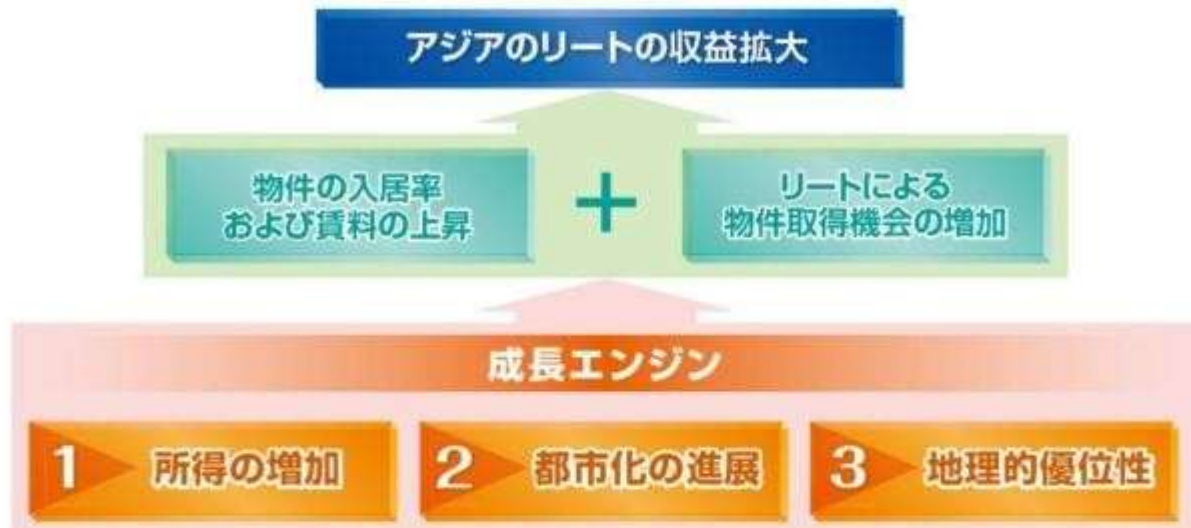 アジアのリートの収益拡大
物件の入居率
および賃料の上昇
+
リートによる
物件取得機会の増加
成長エンジン
1 所得の増加
2 都市化の進展
3 地理的優位性